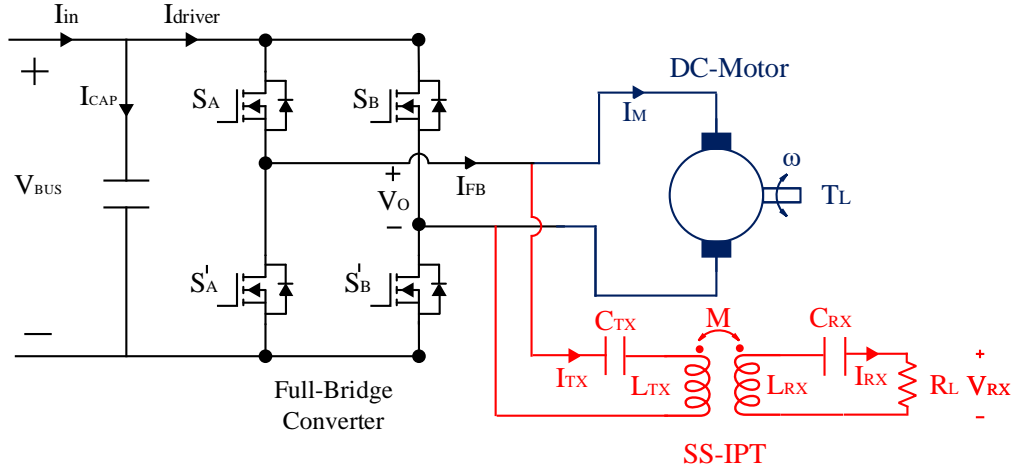 Iin
Idriver
+
ICAP
SA
SB
DC-Motor
IM
ω
TL
VBUS
+
VO
-
IFB
S'A
S'B
−
CTX
M
CRX
ITX
LTX
LRX
IRX
RL
+
VRX
-
Full-Bridge
Converter
SS-IPT